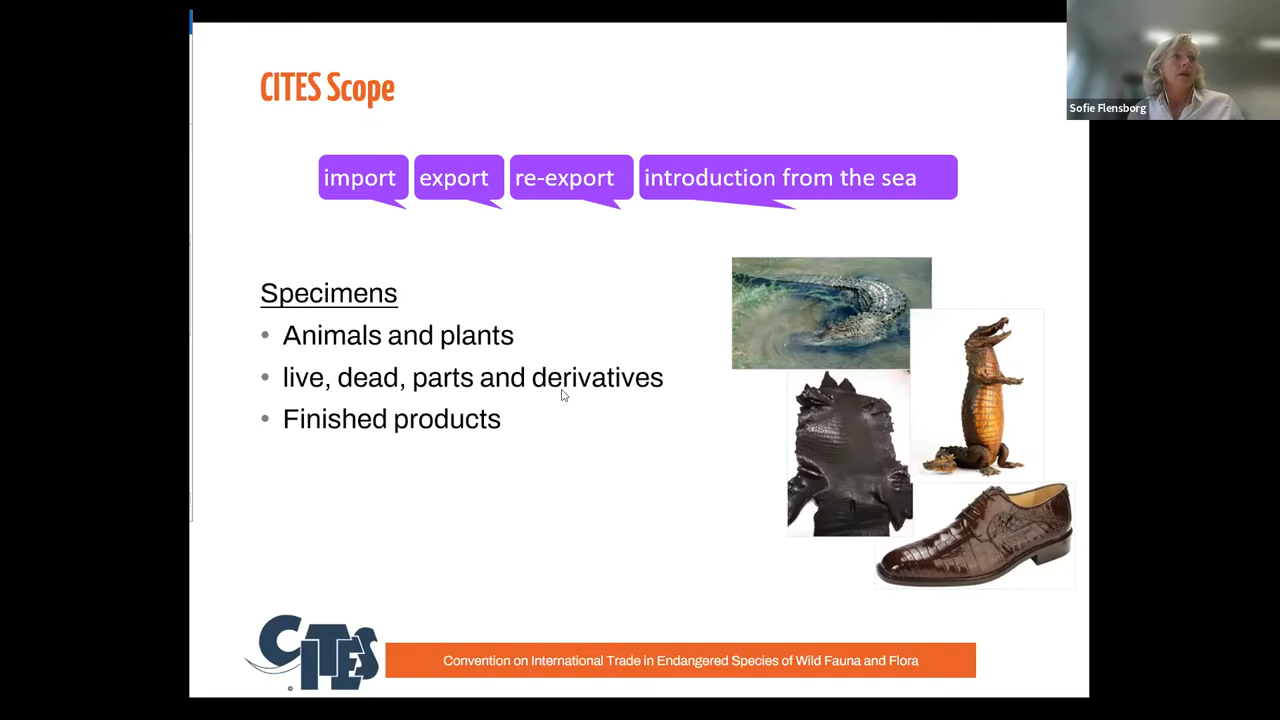 CITES Scope
Sofie Flensborg
import export re-export introduction from the sea
Specimens
• Animals and plants
• live, dead, parts and derivatives
• Finished products
CITES
©
Convention on International Trade in Endangered Species of Wild Fauna and Flora